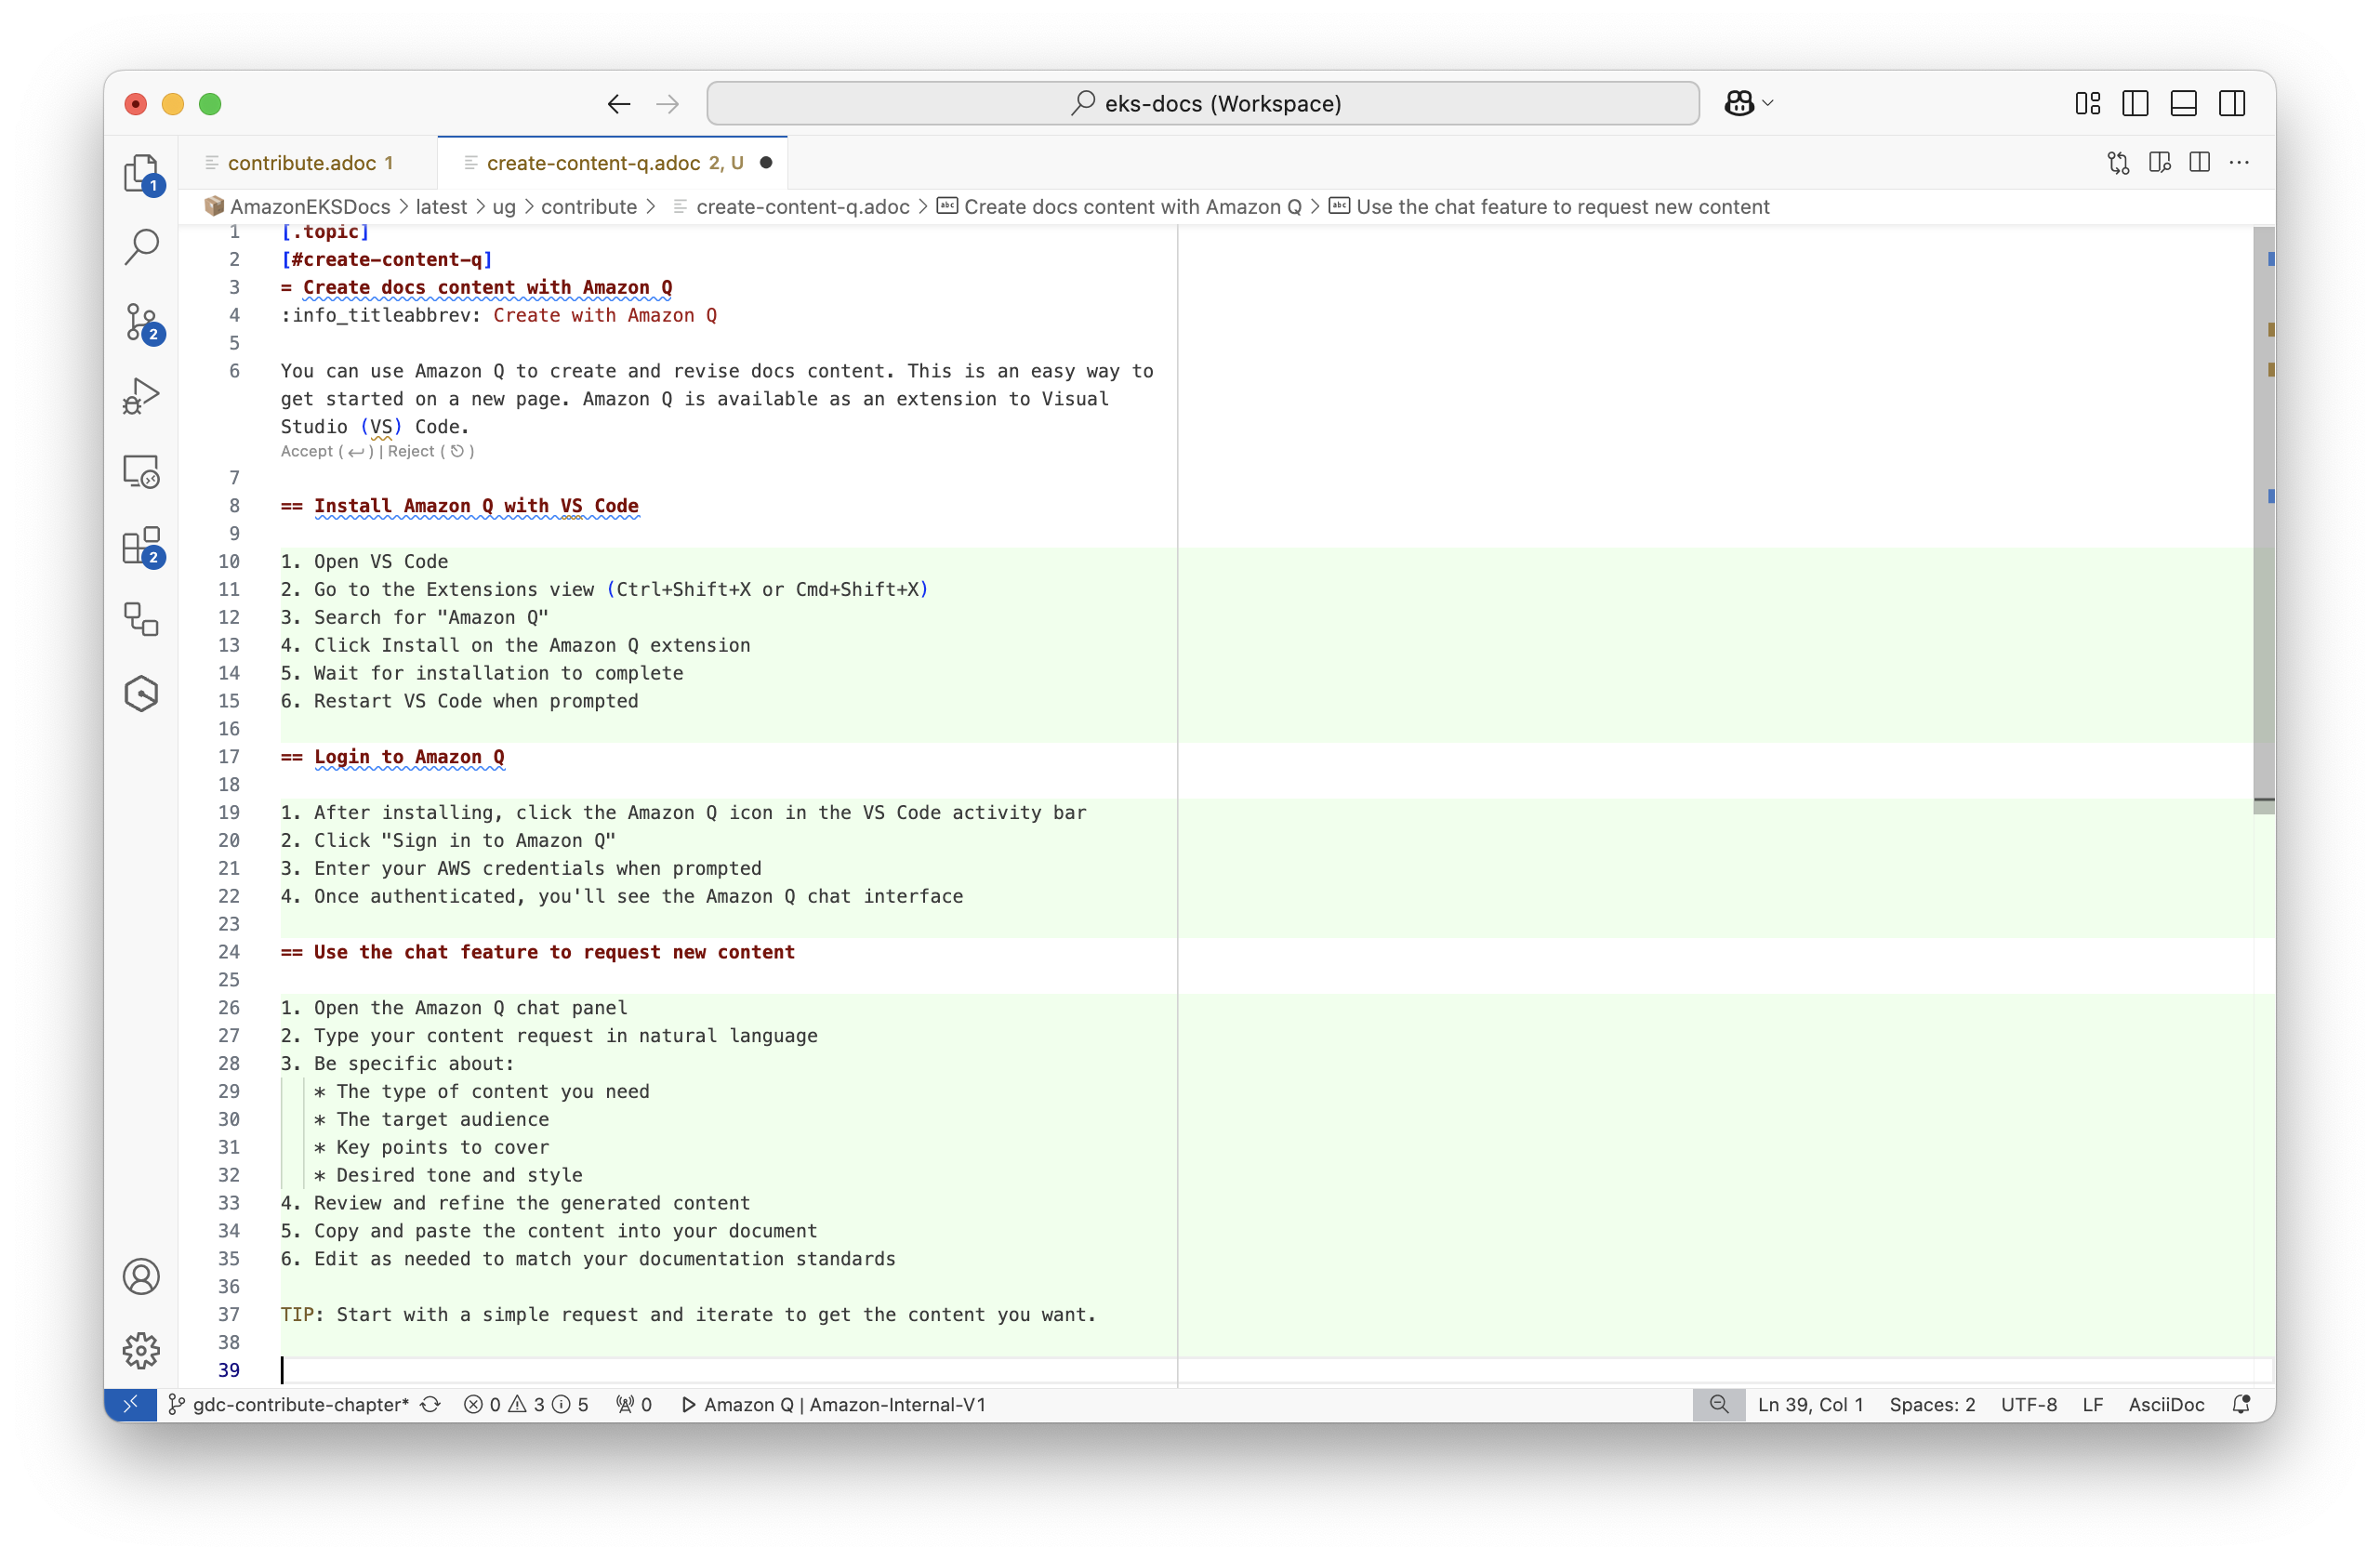 eks-docs (Workspace)
contribute.adoc 1
create-content-q.adoc 2, U
AmazonEKSDocs > latest > ug > contribute > create-content-q.adoc > Create docs content with Amazon Q > Use the chat feature to request new content
1 [.topic]
2 [#create-content-q]
3 = Create docs content with Amazon Q
4 :info_titleabbrev: Create with Amazon Q
5
6 You can use Amazon Q to create and revise docs content. This is an easy way to
get started on a new page. Amazon Q is available as an extension to Visual
Studio (VS) Code.
Accept ( ) | Reject ( )
7
8 == Install Amazon Q with VS Code
9
10 1. Open VS Code
11 2. Go to the Extensions view (Ctrl+Shift+X or Cmd+Shift+X)
12 3. Search for "Amazon Q"
13 4. Click Install on the Amazon Q extension
14 5. Wait for installation to complete
15 6. Restart VS Code when prompted
16
17 == Login to Amazon Q
18
19 1. After installing, click the Amazon Q icon in the VS Code activity bar
20 2. Click "Sign in to Amazon Q"
21 3. Enter your AWS credentials when prompted
22 4. Once authenticated, you'll see the Amazon Q chat interface
23
24 == Use the chat feature to request new content
25
26 1. Open the Amazon Q chat panel
27 2. Type your content request in natural language
28 3. Be specific about:
29 * The type of content you need
30 * The target audience
31 * Key points to cover
32 * Desired tone and style
33 4. Review and refine the generated content
34 5. Copy and paste the content into your document
35 6. Edit as needed to match your documentation standards
36
37 TIP: Start with a simple request and iterate to get the content you want.
38
39
1
2
2
gdc-contribute-chapter* 0 3 5 0 Amazon Q | Amazon-Internal-V1 Ln 39, Col 1 Spaces: 2 UTF-8 LF AsciiDoc